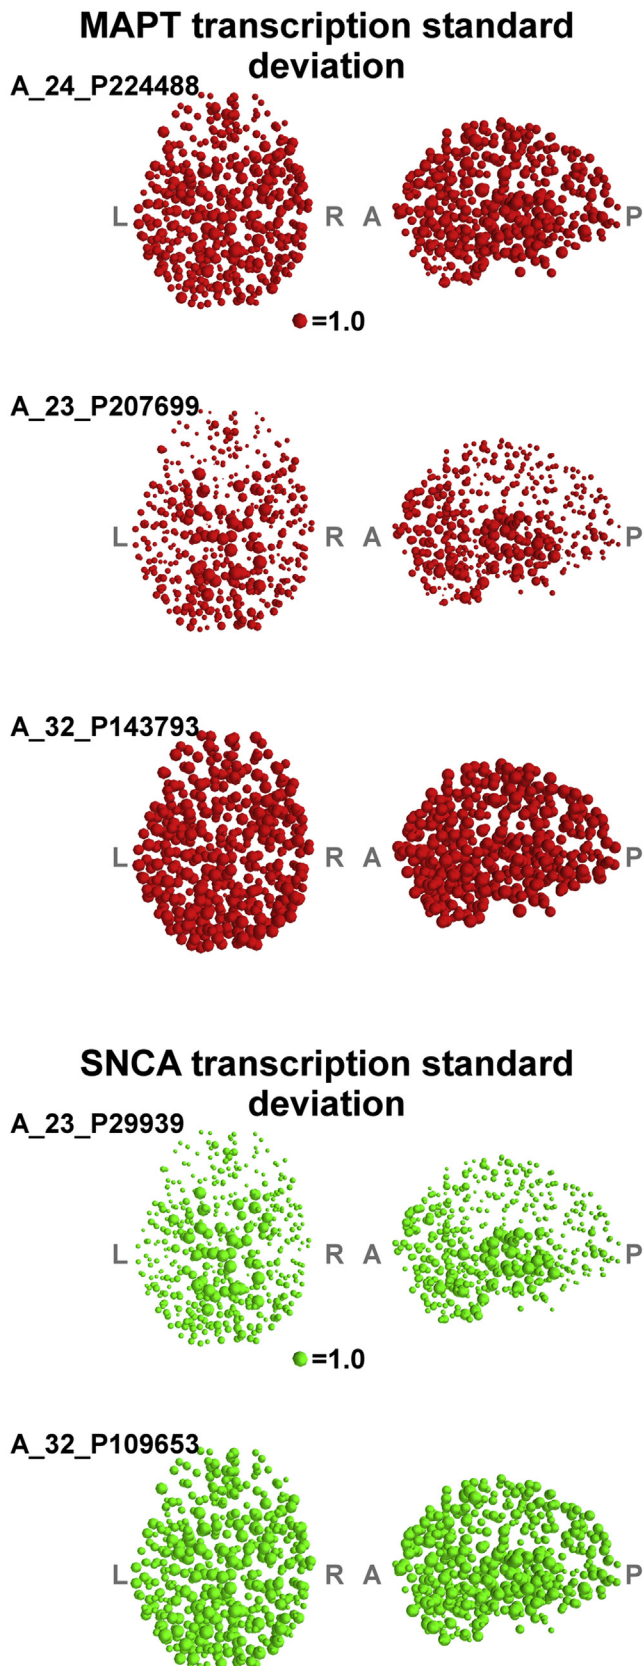 MAPT transcription standard
deviation
A_24_P224488
L R A P
=1.0
A_23_P207699
L R A P
A_32_P143793
L R A P
SNCA transcription standard
deviation
A_23_P29939
L R A P
=1.0
A_32_P109653
L R A P